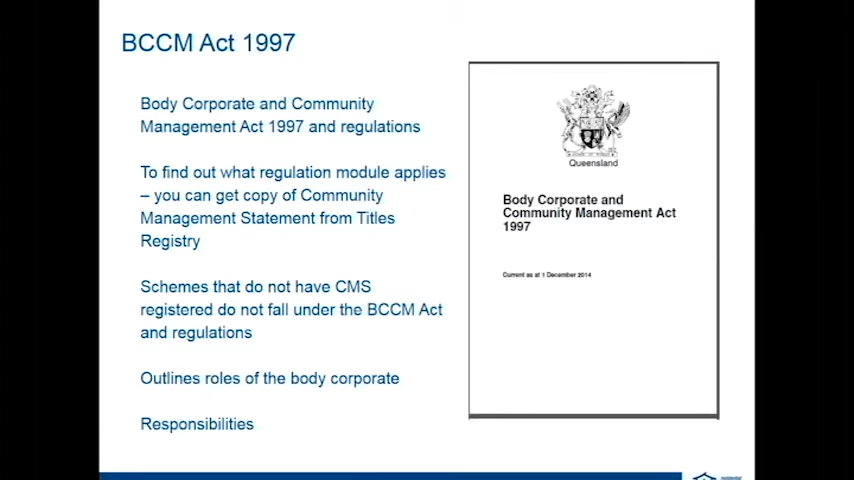 BCCM Act 1997
Body Corporate and Community
Management Act 1997 and regulations
To find out what regulation module applies
– you can get copy of Community
Management Statement from Titles
Registry
Schemes that do not have CMS
registered do not fall under the BCCM Act
and regulations
Outlines roles of the body corporate
Responsibilities
Queensland
Body Corporate and
Community Management Act
1997
Current as at 1 December 2014